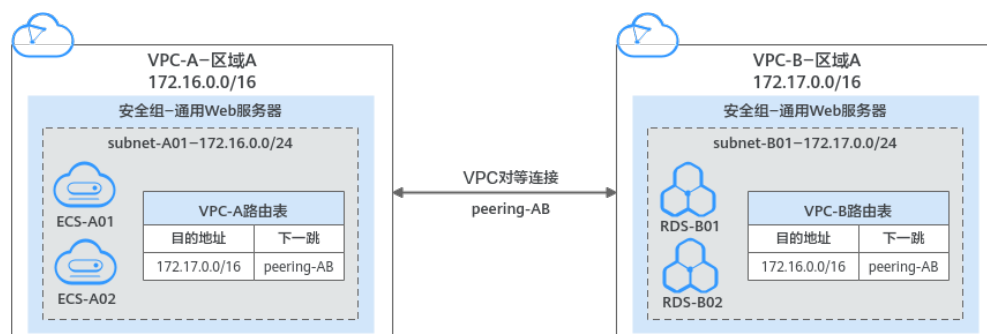 VPC-A–区域A
172.16.0.0/16
安全组–通用Web服务器
subnet-A01–172.16.0.0/24
ECS-A01
ECS-A02
VPC-A路由表
目的地址 下一跳
172.17.0.0/16 peering-AB
VPC对等连接
peering-AB
VPC-B–区域A
172.17.0.0/16
安全组–通用Web服务器
subnet-B01–172.17.0.0/24
RDS-B01
RDS-B02
VPC-B路由表
目的地址 下一跳
172.16.0.0/16 peering-AB